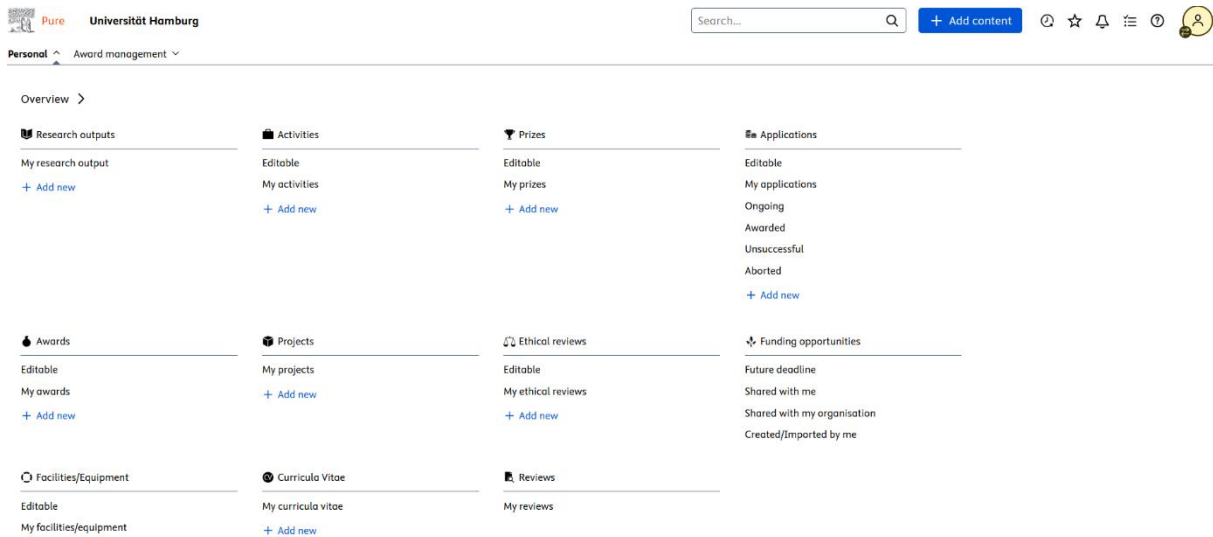 Pure Universität Hamburg Search... + Add content
Personal Award management
Overview
Research outputs
My research output
+ Add new
Activities
Editable
My activities
+ Add new
Prizes
Editable
My prizes
+ Add new
Applications
Editable
My applications
Ongoing
Awarded
Unsuccessful
Aborted
+ Add new
Awards
Editable
My awards
+ Add new
Projects
My projects
+ Add new
Ethical reviews
Editable
My ethical reviews
+ Add new
Funding opportunities
Future deadline
Shared with me
Shared with my organisation
Created/Imported by me
Facilities/Equipment
Editable
My facilities/equipment
CV Curricula Vitae
My curricula vitae
+ Add new
Reviews
My reviews